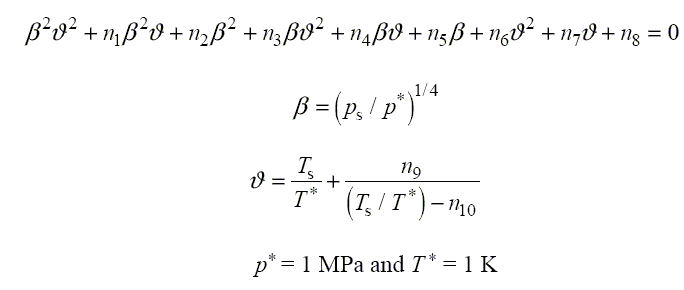 β²ϑ² + n₁β²ϑ + n₂β² + n₃βϑ² + n₄βϑ + n₅β + n₆ϑ² + n₇ϑ + n₈ = 0
β = (pₛ / p*)^1/4
ϑ = Tₛ/T* + n₉/((Tₛ / T*) − n₁₀)
p* = 1 MPa and T* = 1 K